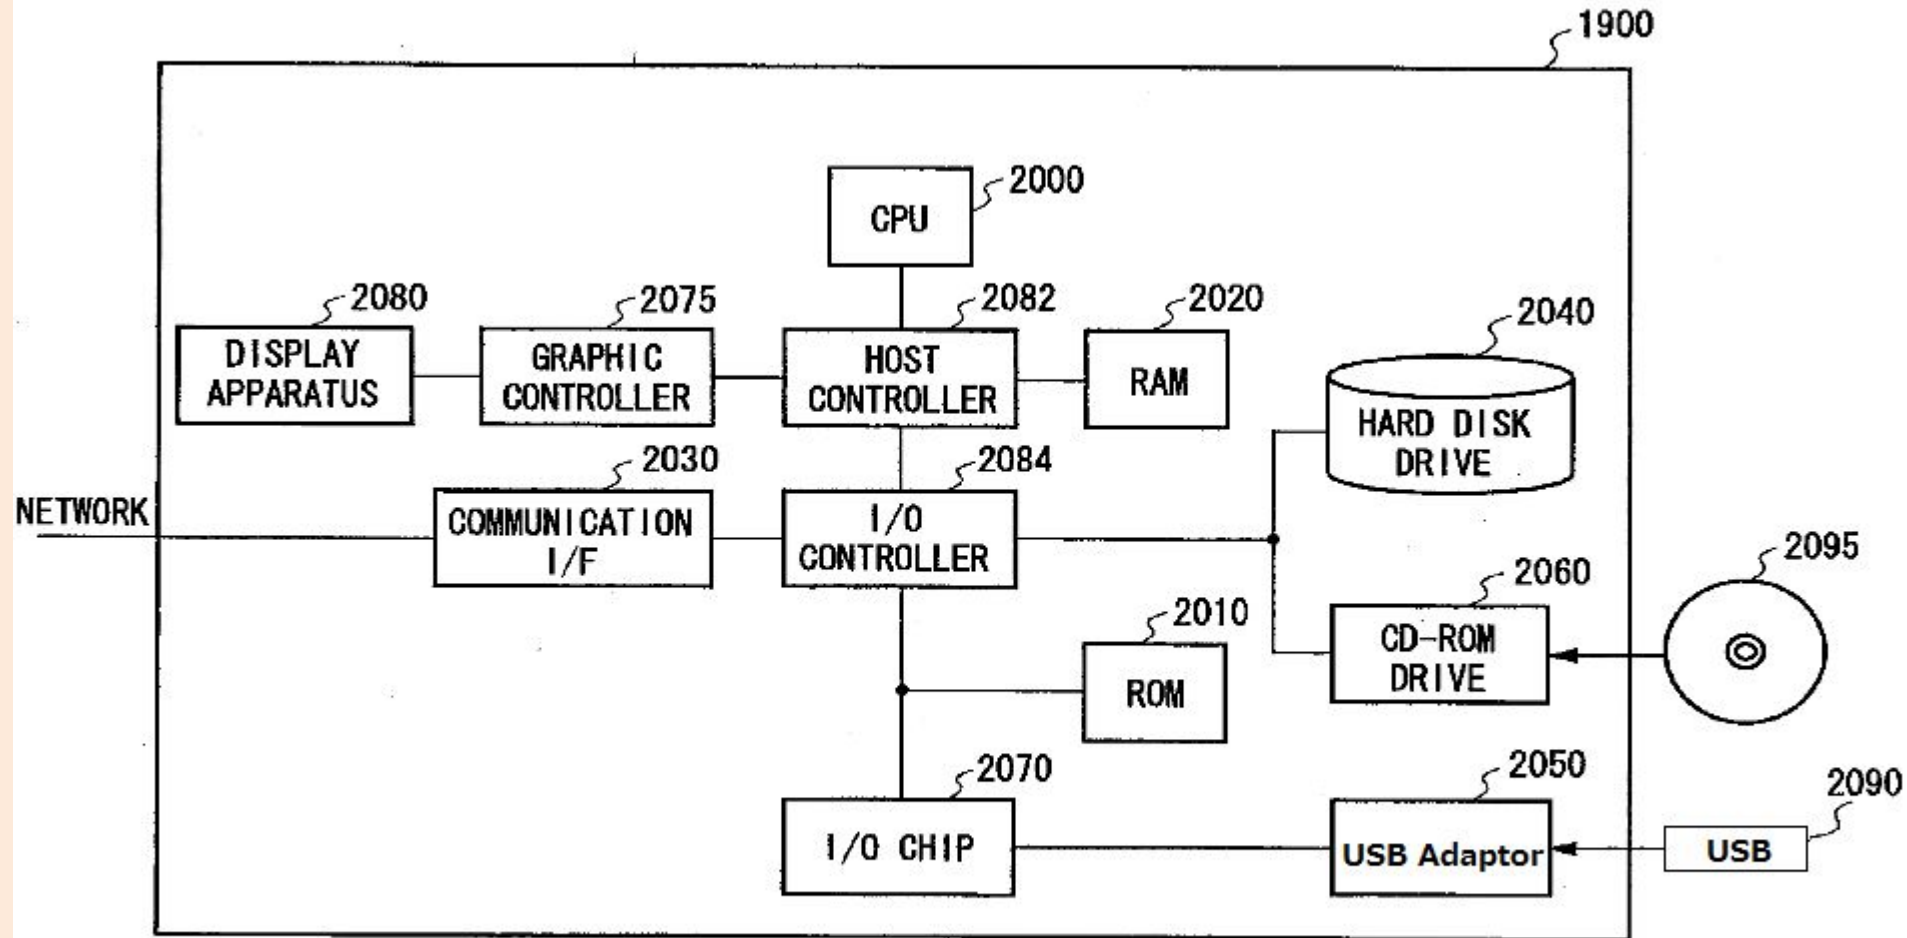 1900
2000
CPU
2080
2075
2082
2020
2040
DISPLAY
APPARATUS
GRAPHIC
CONTROLLER
HOST
CONTROLLER
RAM
HARD DISK
DRIVE
2030
2084
NETWORK
COMMUNICATION
I/F
I/O
CONTROLLER
2095
2060
2010
CD-ROM
DRIVE
ROM
2070
2050
2090
I/O CHIP
USB Adaptor
USB